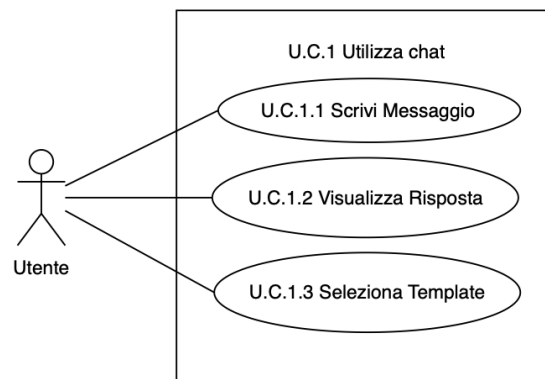 U.C.1 Utilizza chat
U.C.1.1 Scrivi Messaggio
U.C.1.2 Visualizza Risposta
Utente
U.C.1.3 Seleziona Template